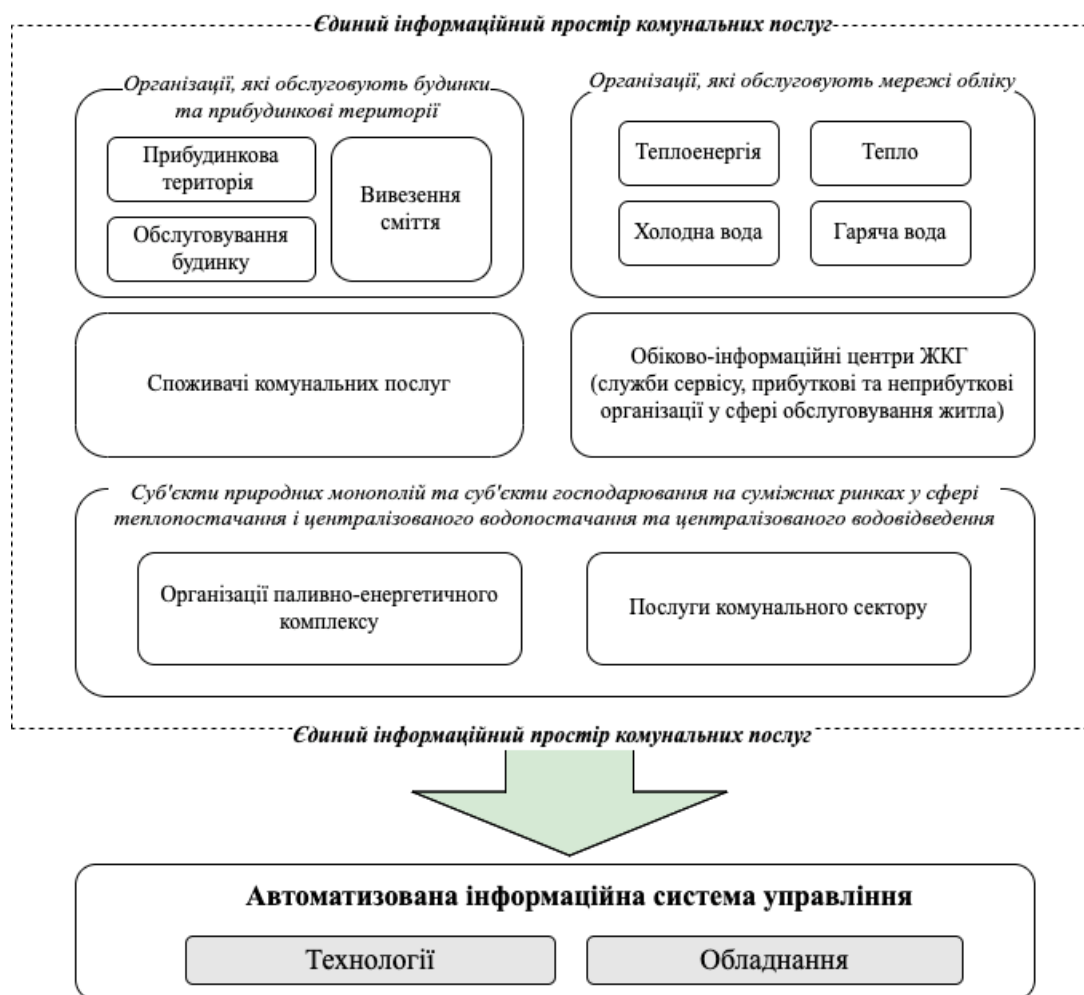 Єдиний інформаційний простір комунальних послуг
Організації, які обслуговують будинки
та прибудинкові території
Прибудинкова
територія
Обслуговування
будинку
Вивезення
сміття
Організації, які обслуговують мережі обліку
Теплоенергія
Тепло
Холодна вода
Гаряча вода
Споживачі комунальних послуг
Обіково-інформаційні центри ЖКГ
(служби сервісу, прибуткові та неприбуткові
організації у сфері обслуговування житла)
Суб'єкти природних монополій та суб'єкти господарювання на суміжних ринках у сфері
теплопостачання і централізованого водопостачання та централізованого водовідведення
Організації паливно-енергетичного
комплексу
Послуги комунального сектору
Єдиний інформаційний простір комунальних послуг
Автоматизована інформаційна система управління
Технології
Обладнання